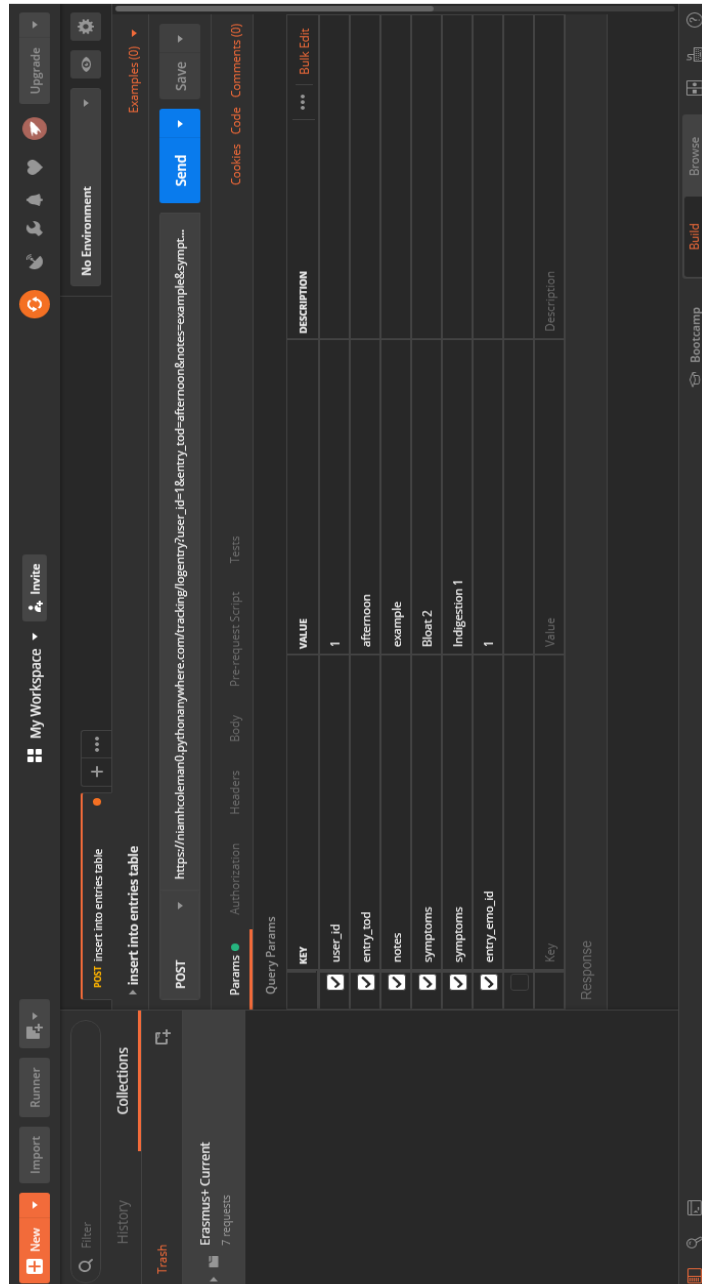 New
Import
Runner
My Workspace
Invite
Upgrade
Filter
History
Collections
Trash
Erasmus+ Current
7 requests
POST insert into entries table
No Environment
insert into entries table
Examples (0)
POST
https://niamhcoleman0.pythonanywhere.com/tracking/logentry?user_id=1&entry_tod=afternoon&notes=example&sympt...
Send
Save
Params
Authorization
Headers
Body
Pre-request Script
Tests
Cookies
Code
Comments (0)
Query Params
KEY
VALUE
DESCRIPTION
Bulk Edit
user_id
1
entry_tod
afternoon
notes
example
symptoms
Bloat 2
symptoms
Indigestion 1
entry_emo_id
1
Key
Value
Description
Response
Bootcamp
Build
Browse